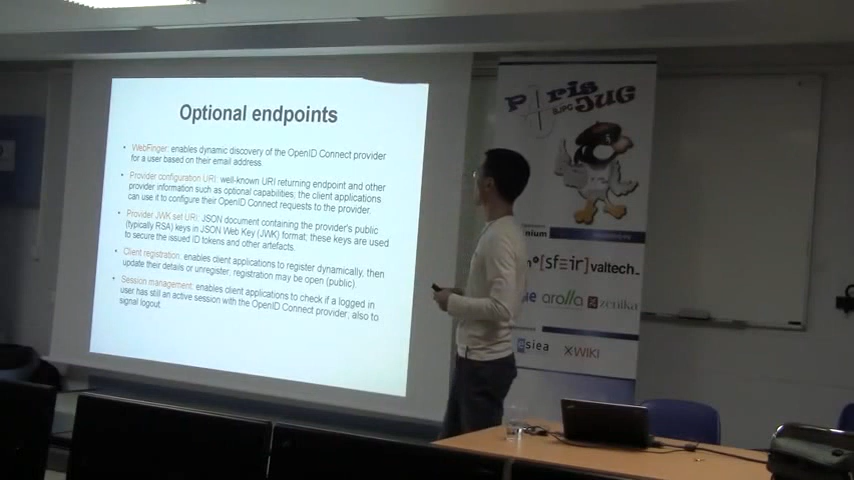 Optional endpoints
• WebFinger: enables dynamic discovery of the OpenID Connect provider
for a user based on their email address.
• Provider configuration URI: well-known URI returning endpoint and other
provider information such as optional capabilities; the client applications
can use it to configure their OpenID Connect requests to the provider.
• Provider JWK set URI: JSON document containing the provider's public
(typically RSA) keys in JSON Web Key (JWK) format; these keys are used
to secure the issued ID tokens and other artefacts.
• Client registration: enables client applications to register dynamically, then
update their details or unregister; registration may be open (public).
• Session management: enables client applications to check if a logged in
user has still an active session with the OpenID Connect provider; also to
signal logout.
Paris
JUG
nium
[sfeir] valtech_
arolla zenika
esiea XWIKI